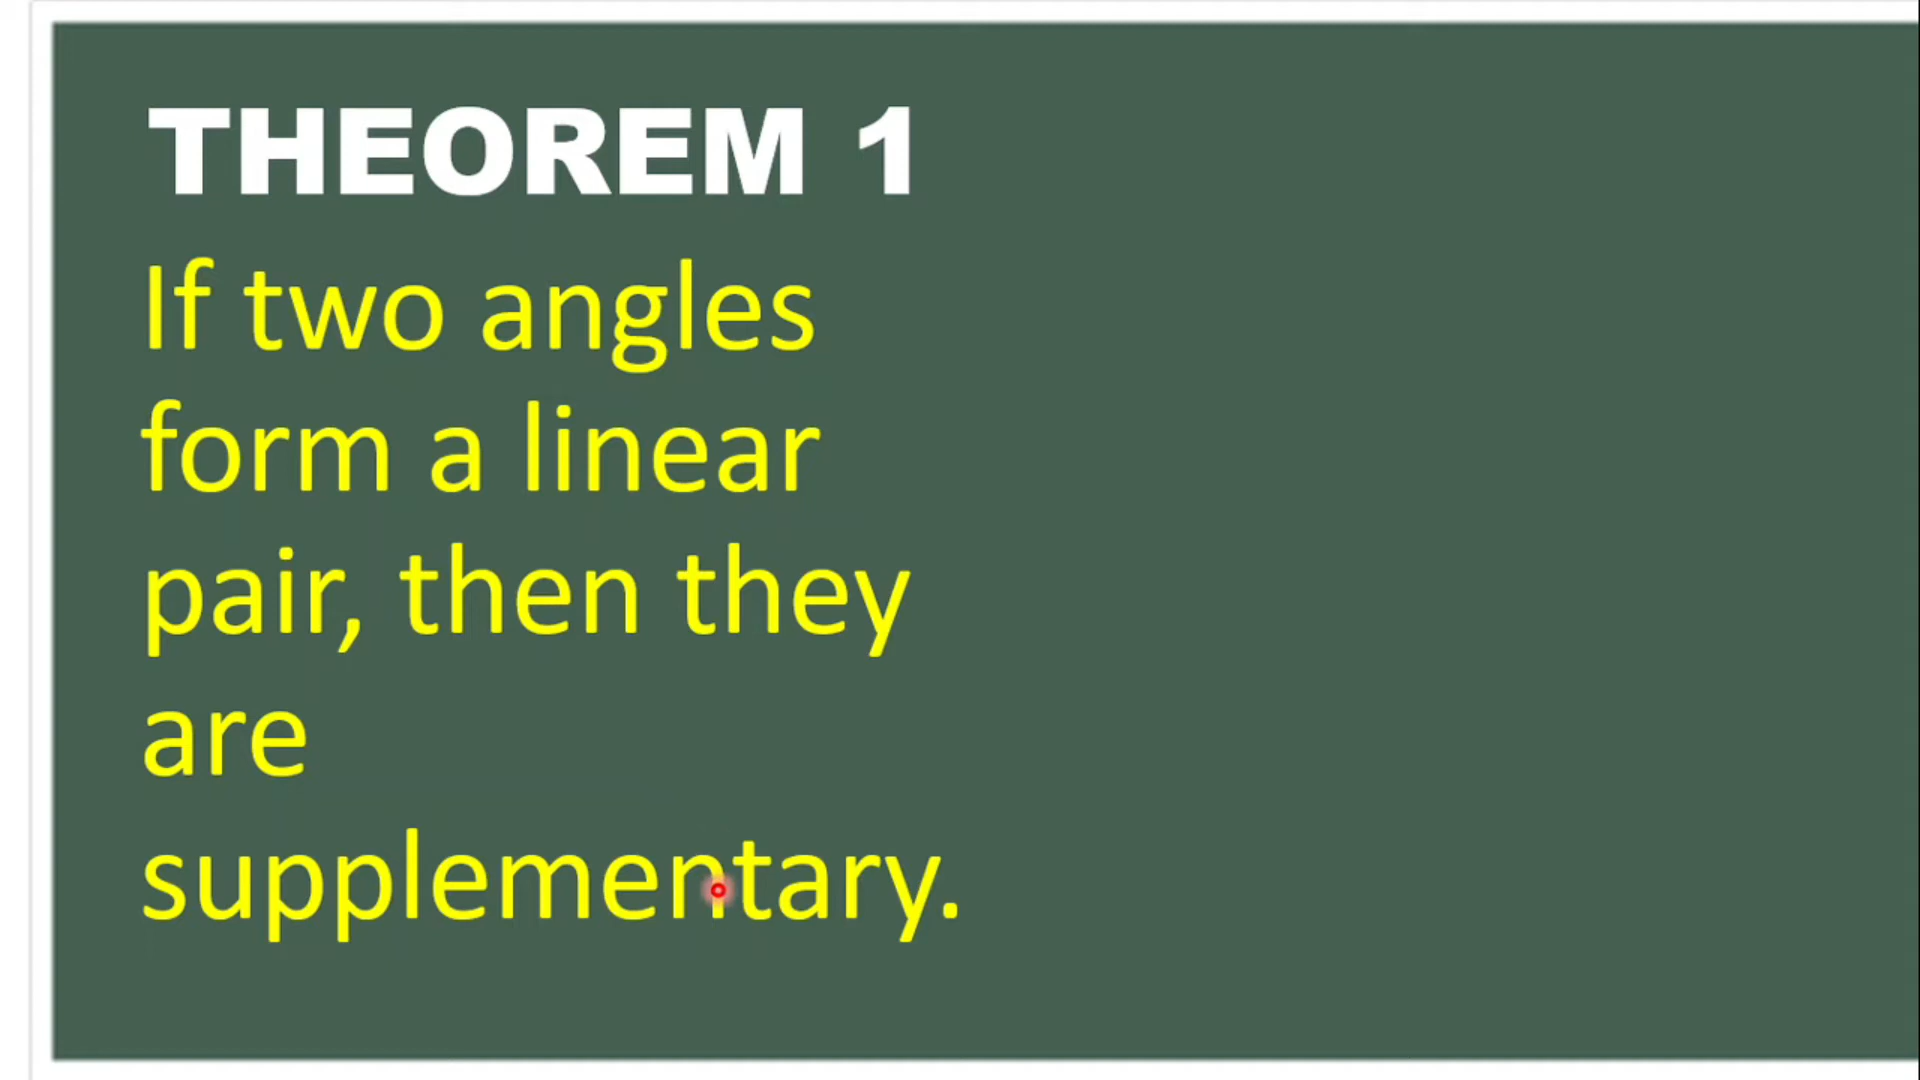 THEOREM 1
If two angles
form a linear
pair, then they
are
supplementary.